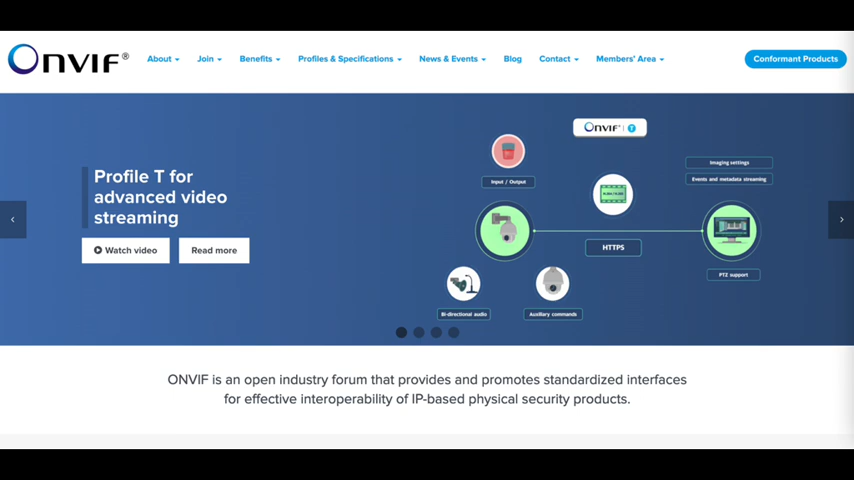 ONVIF®
About
Join
Benefits
Profiles & Specifications
News & Events
Blog
Contact
Members' Area
Conformant Products
Profile T for
advanced video
streaming
Watch video
Read more
ONVIF® | T
Input / Output
Imaging settings
Events and metadata streaming
HTTPS
PTZ support
Bi-directional audio
Auxiliary commands
ONVIF is an open industry forum that provides and promotes standardized interfaces
for effective interoperability of IP-based physical security products.